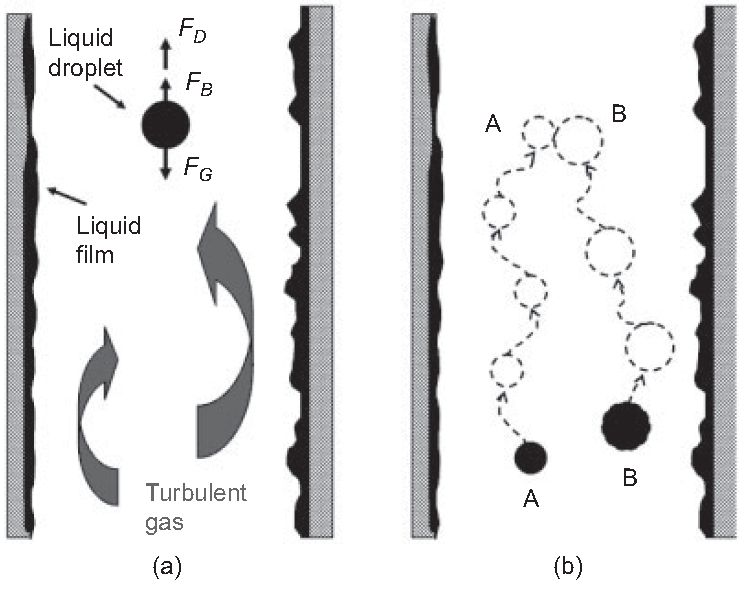 Liquid
droplet
F_D
F_B
F_G
Liquid
film
Turbulent
gas
(a)
A
B
A
B
(b)